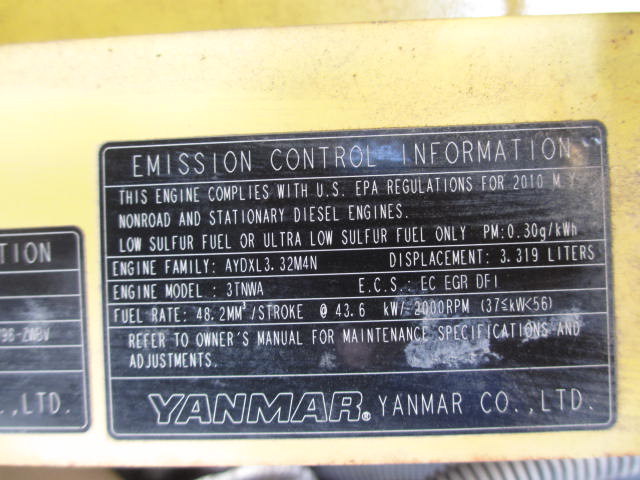 EMISSION CONTROL INFORMATION
THIS ENGINE COMPLIES WITH U.S. EPA REGULATIONS FOR 2010 M.Y.
NONROAD AND STATIONARY DIESEL ENGINES.
LOW SULFUR FUEL OR ULTRA LOW SULFUR FUEL ONLY PM:0.30g/kWh
ENGINE FAMILY: AYDXL3.32M4N DISPLACEMENT: 3.319 LITERS
ENGINE MODEL : 3TNWA E.C.S.: EC EGR DFI
FUEL RATE: 48.2MM³/STROKE @ 43.6 kW/ 2000RPM (37≤kW<56)
REFER TO OWNER'S MANUAL FOR MAINTENANCE SPECIFICATIONS AND
ADJUSTMENTS.
YANMAR® YANMAR CO.,LTD.
TION
., LTD.